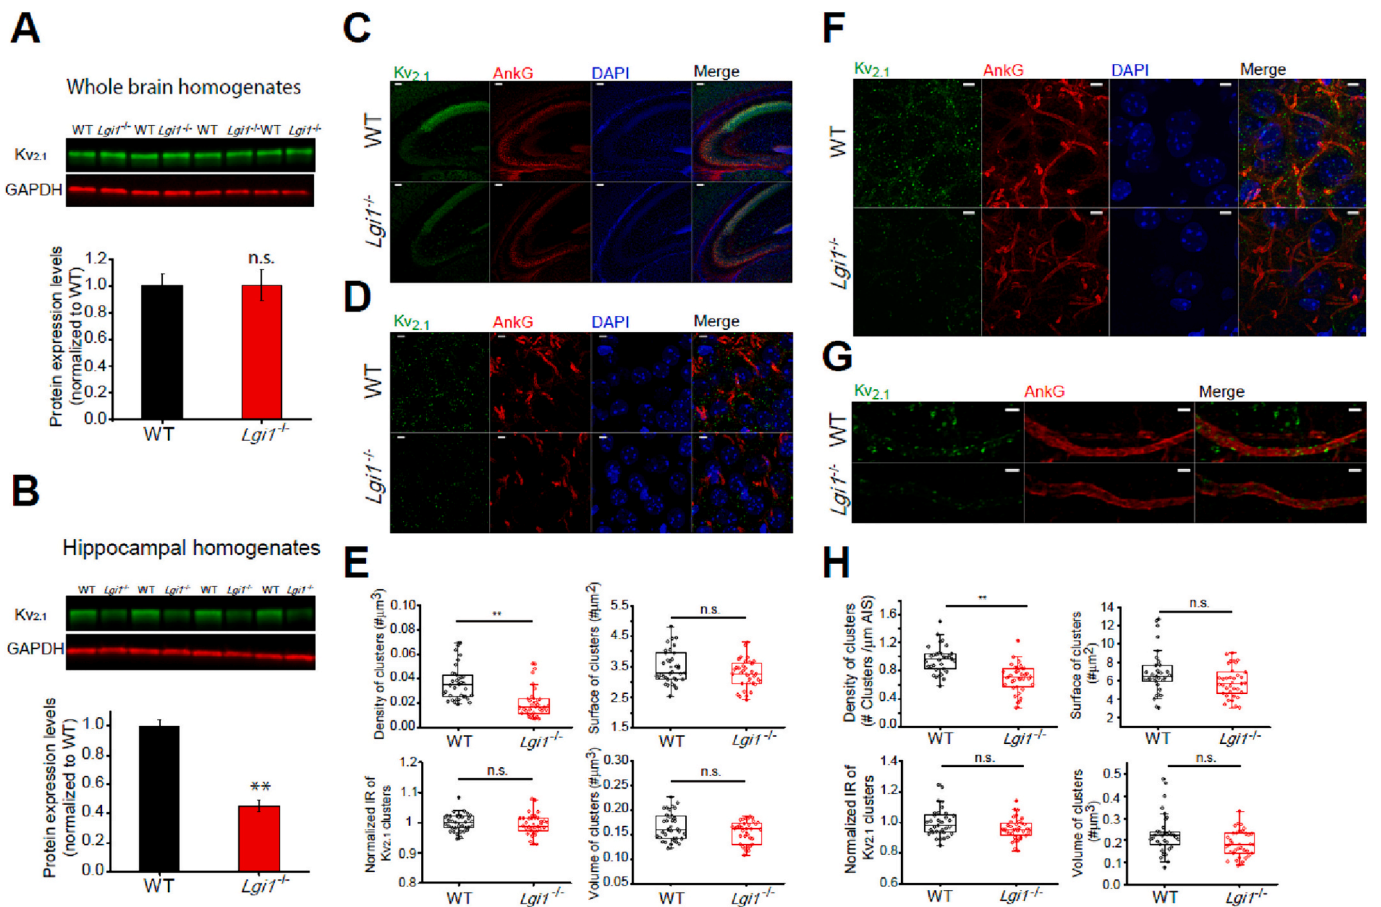 A
Whole brain homogenates
WT Lgi1-/- WT Lgi1-/- WT Lgi1-/- WT Lgi1-/-
Kv2.1
GAPDH
Protein expression levels
(normalized to WT)
1.2
1.0
0.8
0.6
0.4
0.2
0.0
n.s.
WT Lgi1-/-
B
Hippocampal homogenates
WT Lgi1-/- WT Lgi1-/- WT Lgi1-/- WT Lgi1-/-
Kv2.1
GAPDH
Protein expression levels
(normalized to WT)
1.0
0.8
0.6
0.4
0.2
0.0
**
WT Lgi1-/-
C
Kv2.1 AnkG DAPI Merge
WT
Lgi1-/-
D
Kv2.1 AnkG DAPI Merge
WT
Lgi1-/-
E
Density of clusters (#μm3)
0.10
0.08
0.06
0.04
0.02
0.00
**
WT Lgi1-/-
Surface of clusters (#μm2)
5.5
4.5
3.5
2.5
1.5
n.s.
WT Lgi1-/-
Normalized IR of
Kv2.1 clusters
1.2
1.1
1
0.9
0.8
n.s.
WT Lgi1-/-
Volume of clusters (#μm3)
0.30
0.25
0.20
0.15
0.10
0.05
n.s.
WT Lgi1-/-
F
Kv2.1 AnkG DAPI Merge
WT
Lgi1-/-
G
Kv2.1 AnkG Merge
WT
Lgi1-/-
H
Density of clusters
(# Clusters /μm AIS)
1.6
1.2
0.8
0.4
0.0
**
WT Lgi1-/-
Surface of clusters
(#μm2)
14
12
10
8
6
4
2
n.s.
WT Lgi1-/-
Normalized IR of
Kv2.1 clusters
1.4
1.2
1.0
0.8
0.6
n.s.
WT Lgi1-/-
Volume of clusters
(#μm3)
0.5
0.4
0.3
0.2
0.1
0.0
n.s.
WT Lgi1-/-